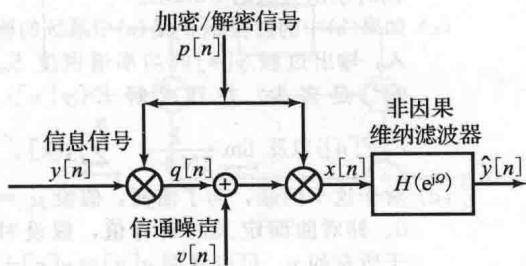 加密/解密信号
p[n]
非因果
维纳滤波器
信息信号
y[n]
q[n]
x[n]
H(e^{jΩ})
ŷ[n]
信通噪声
v[n]